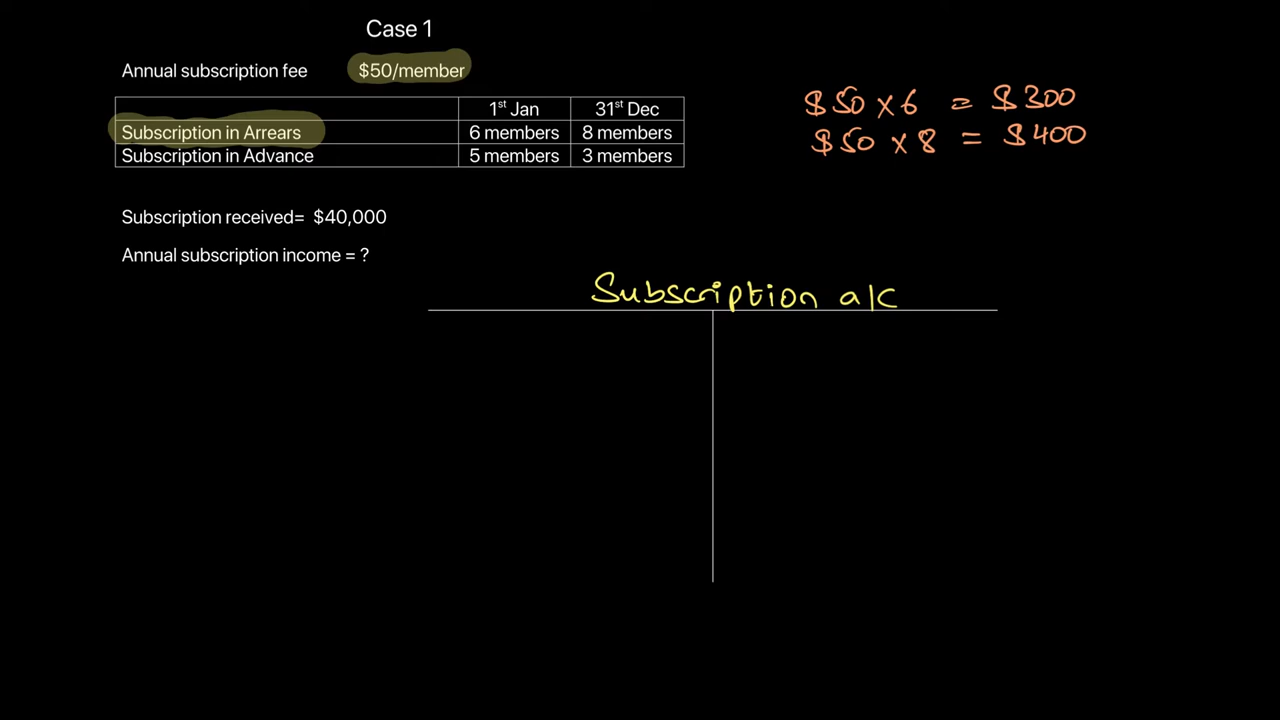 Case 1
Annual subscription fee $50/member
1st Jan 31st Dec
Subscription in Arrears 6 members 8 members
Subscription in Advance 5 members 3 members
$50 x 6 = $300
$50 x 8 = $400
Subscription received= $40,000
Annual subscription income = ?
Subscription a/c